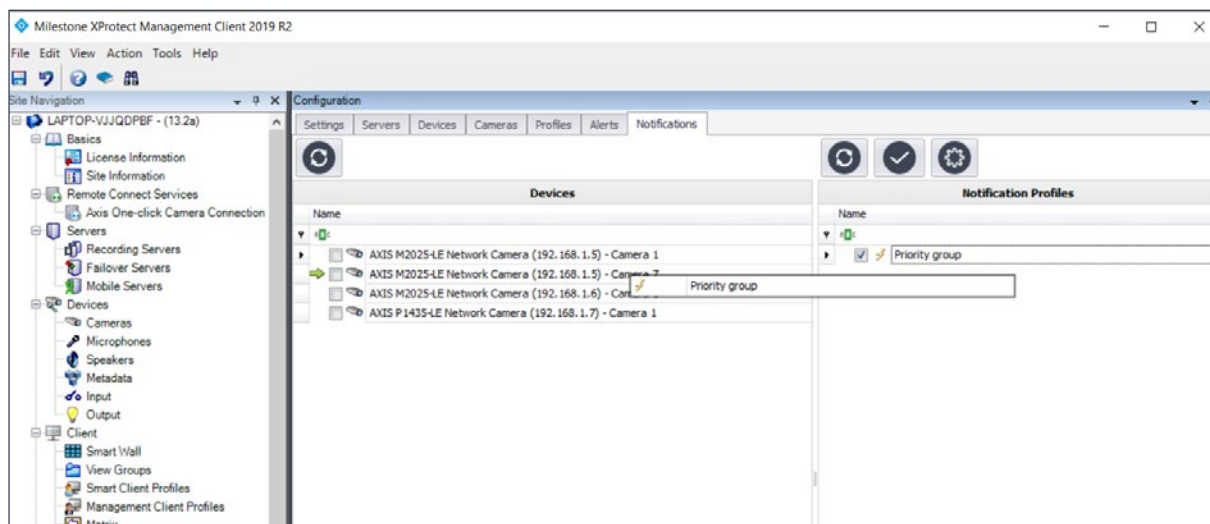 Milestone XProtect Management Client 2019 R2
File Edit View Action Tools Help
Site Navigation
LAPTOP-VJJQDPBF - (13.2a)
Basics
License Information
Site Information
Remote Connect Services
Axis One-click Camera Connection
Servers
Recording Servers
Failover Servers
Mobile Servers
Devices
Cameras
Microphones
Speakers
Metadata
Input
Output
Client
Smart Wall
View Groups
Smart Client Profiles
Management Client Profiles
Matrix
Configuration
Settings Servers Devices Cameras Profiles Alerts Notifications
Devices
Name
AXIS M2025-LE Network Camera (192.168.1.5) - Camera 1
AXIS M2025-LE Network Camera (192.168.1.5) - Camera 7
AXIS M2025-LE Network Camera (192.168.1.6) -
AXIS P1435-LE Network Camera (192.168.1.7) - Camera 1
Priority group
Notification Profiles
Name
Priority group